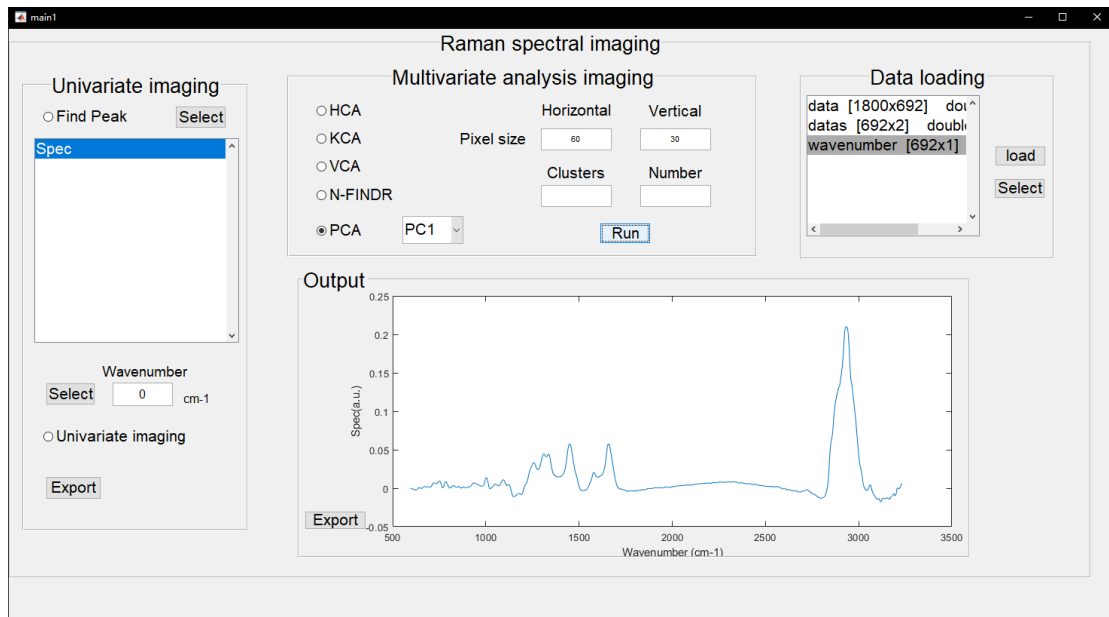 main1
Raman spectral imaging
Univariate imaging
Find Peak
Select
Spec
Wavenumber
Select
0
cm-1
Univariate imaging
Export
Multivariate analysis imaging
HCA
Horizontal
Vertical
KCA
Pixel size
60
30
VCA
Clusters
Number
N-FINDR
PCA
PC1
Run
Data loading
data [1800x692]
datas [692x2]
wavenumber [692x1]
load
Select
Output
0.25
0.2
0.15
0.1
0.05
0
-0.05
Spec(a.u.)
500 1000 1500 2000 2500 3000 3500
Wavenumber (cm-1)
Export